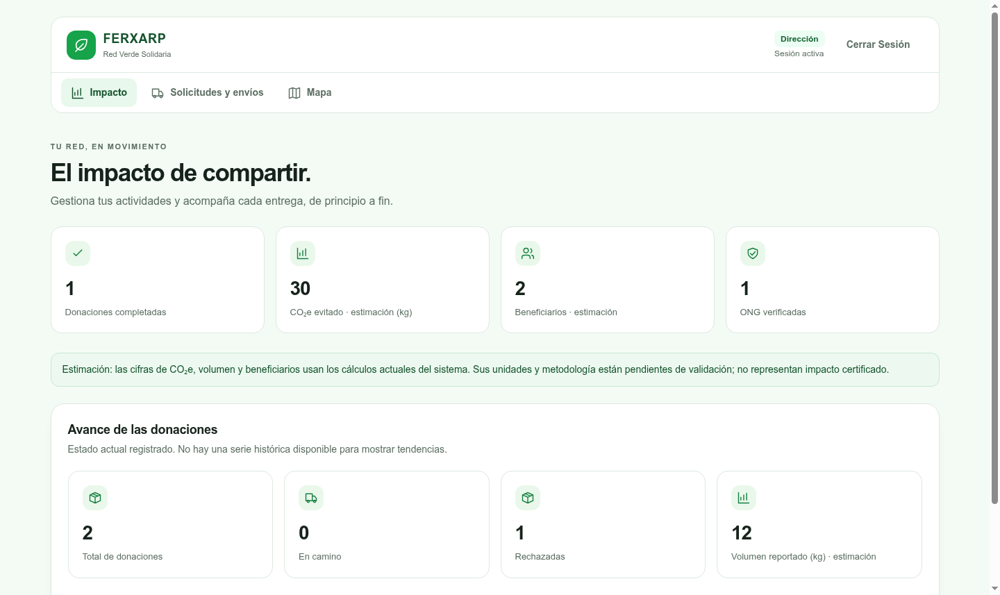 FERXARP
Red Verde Solidaria
Dirección
Sesión activa
Cerrar Sesión
Impacto
Solicitudes y envíos
Mapa
TU RED, EN MOVIMIENTO
El impacto de compartir.
Gestiona tus actividades y acompaña cada entrega, de principio a fin.
1
Donaciones completadas
30
CO₂e evitado · estimación (kg)
2
Beneficiarios · estimación
1
ONG verificadas
Estimación: las cifras de CO₂e, volumen y beneficiarios usan los cálculos actuales del sistema. Sus unidades y metodología están pendientes de validación; no representan impacto certificado.
Avance de las donaciones
Estado actual registrado. No hay una serie histórica disponible para mostrar tendencias.
2
Total de donaciones
0
En camino
1
Rechazadas
12
Volumen reportado (kg) · estimación